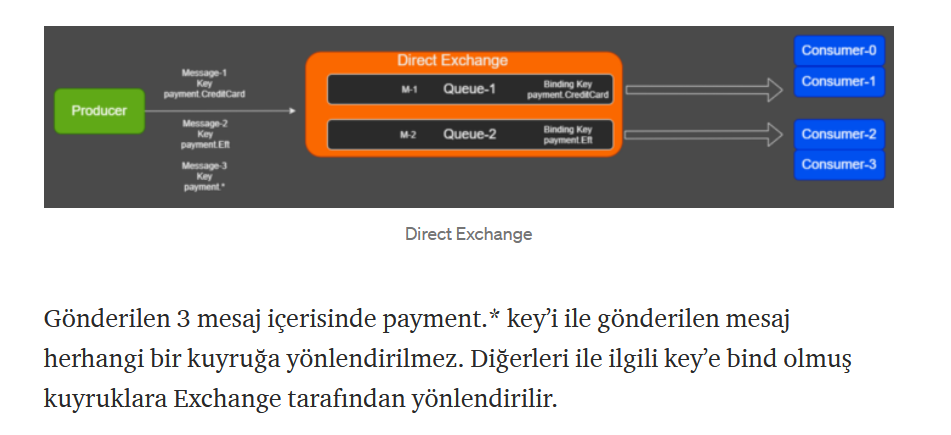 Direct Exchange
Producer
Message-1
Key
payment.CreditCard
Message-2
Key
payment.Eft
Message-3
Key
payment.*
M-1
Queue-1
Binding Key
payment.CreditCard
M-2
Queue-2
Binding Key
payment.Eft
Consumer-0
Consumer-1
Consumer-2
Consumer-3
Direct Exchange
Gönderilen 3 mesaj içerisinde payment.* key’i ile gönderilen mesaj
herhangi bir kuyruğa yönlendirilmez. Diğerleri ile ilgili key’e bind olmuş
kuyruklara Exchange tarafından yönlendirilir.